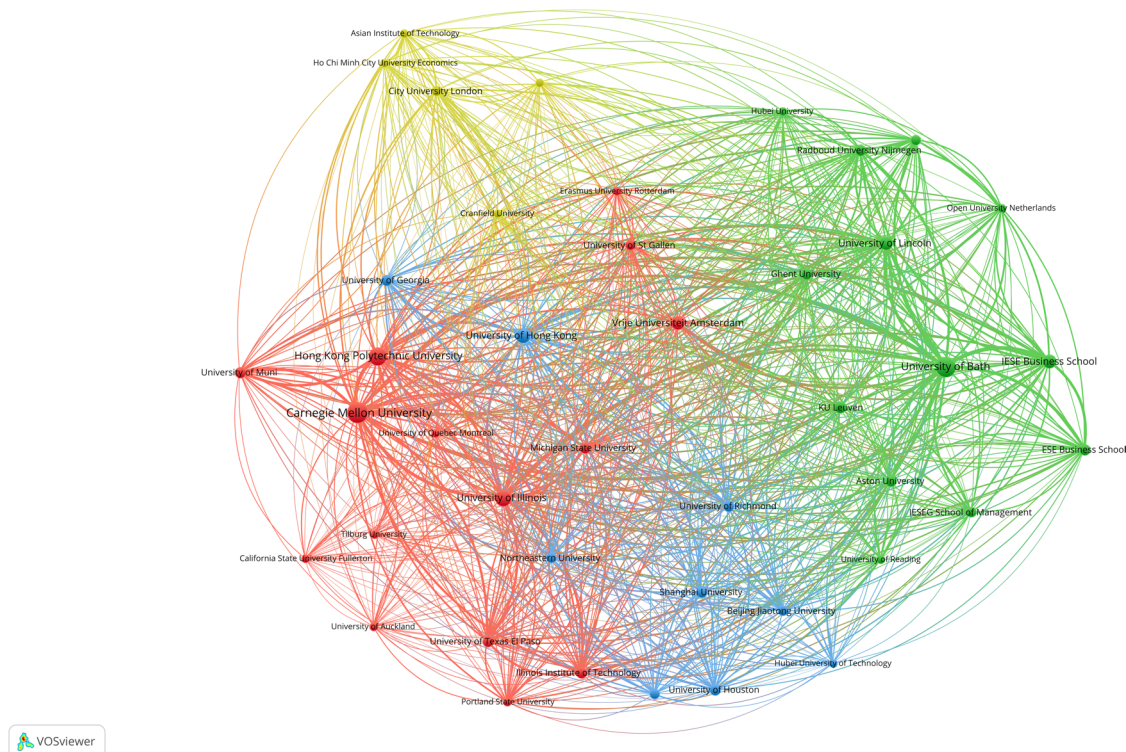 Asian Institute of Technology
Ho Chi Minh City University Economics
City University London
Hubei University
Radboud University Nijmegen
Erasmus University Rotterdam
Open University Netherlands
Cranfield University
University of St Gallen
University of Lincoln
University of Georgia
Ghent University
Vrije Universiteit Amsterdam
University of Hong Kong
Hong Kong Polytechnic University
IESE Business School
University of Bath
University of Muni
KU Leuven
Carnegie Mellon University
University of Quebec Montreal
Michigan State University
ESE Business School
Aston University
University of Illinois
University of Richmond
IESEG School of Management
Tilburg University
California State University Fullerton
Northeastern University
University of Reading
Shanghai University
Beijing Jiaotong University
University of Auckland
University of Texas El Paso
Hubei University of Technology
Illinois Institute of Technology
University of Houston
Portland State University
VOSviewer